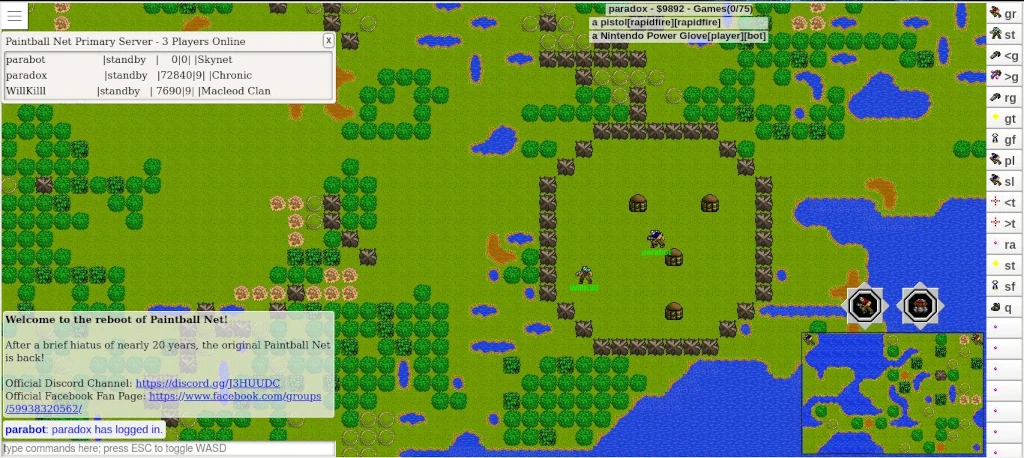 paradox - $9892 - Games(0/75)
a pistol[rapidfire][rapidfire]
a Nintendo Power Glove[player][bot]
Paintball Net Primary Server - 3 Players Online x
parabot |standby | 0|0| |Skynet
paradox |standby |72840|9| |Chronic
WillKilll |standby | 7690|9| |Macleod Clan
Welcome to the reboot of Paintball Net!
After a brief hiatus of nearly 20 years, the original Paintball Net
is back!
Official Discord Channel: https://discord.gg/J3HUUDC
Official Facebook Fan Page: https://www.facebook.com/groups
/59938320562/
parabot: paradox has logged in.
type commands here; press ESC to toggle WASD
gr
st
<g
>g
rg
gt
gf
pl
sl
<t
>t
ra
st
sf
q